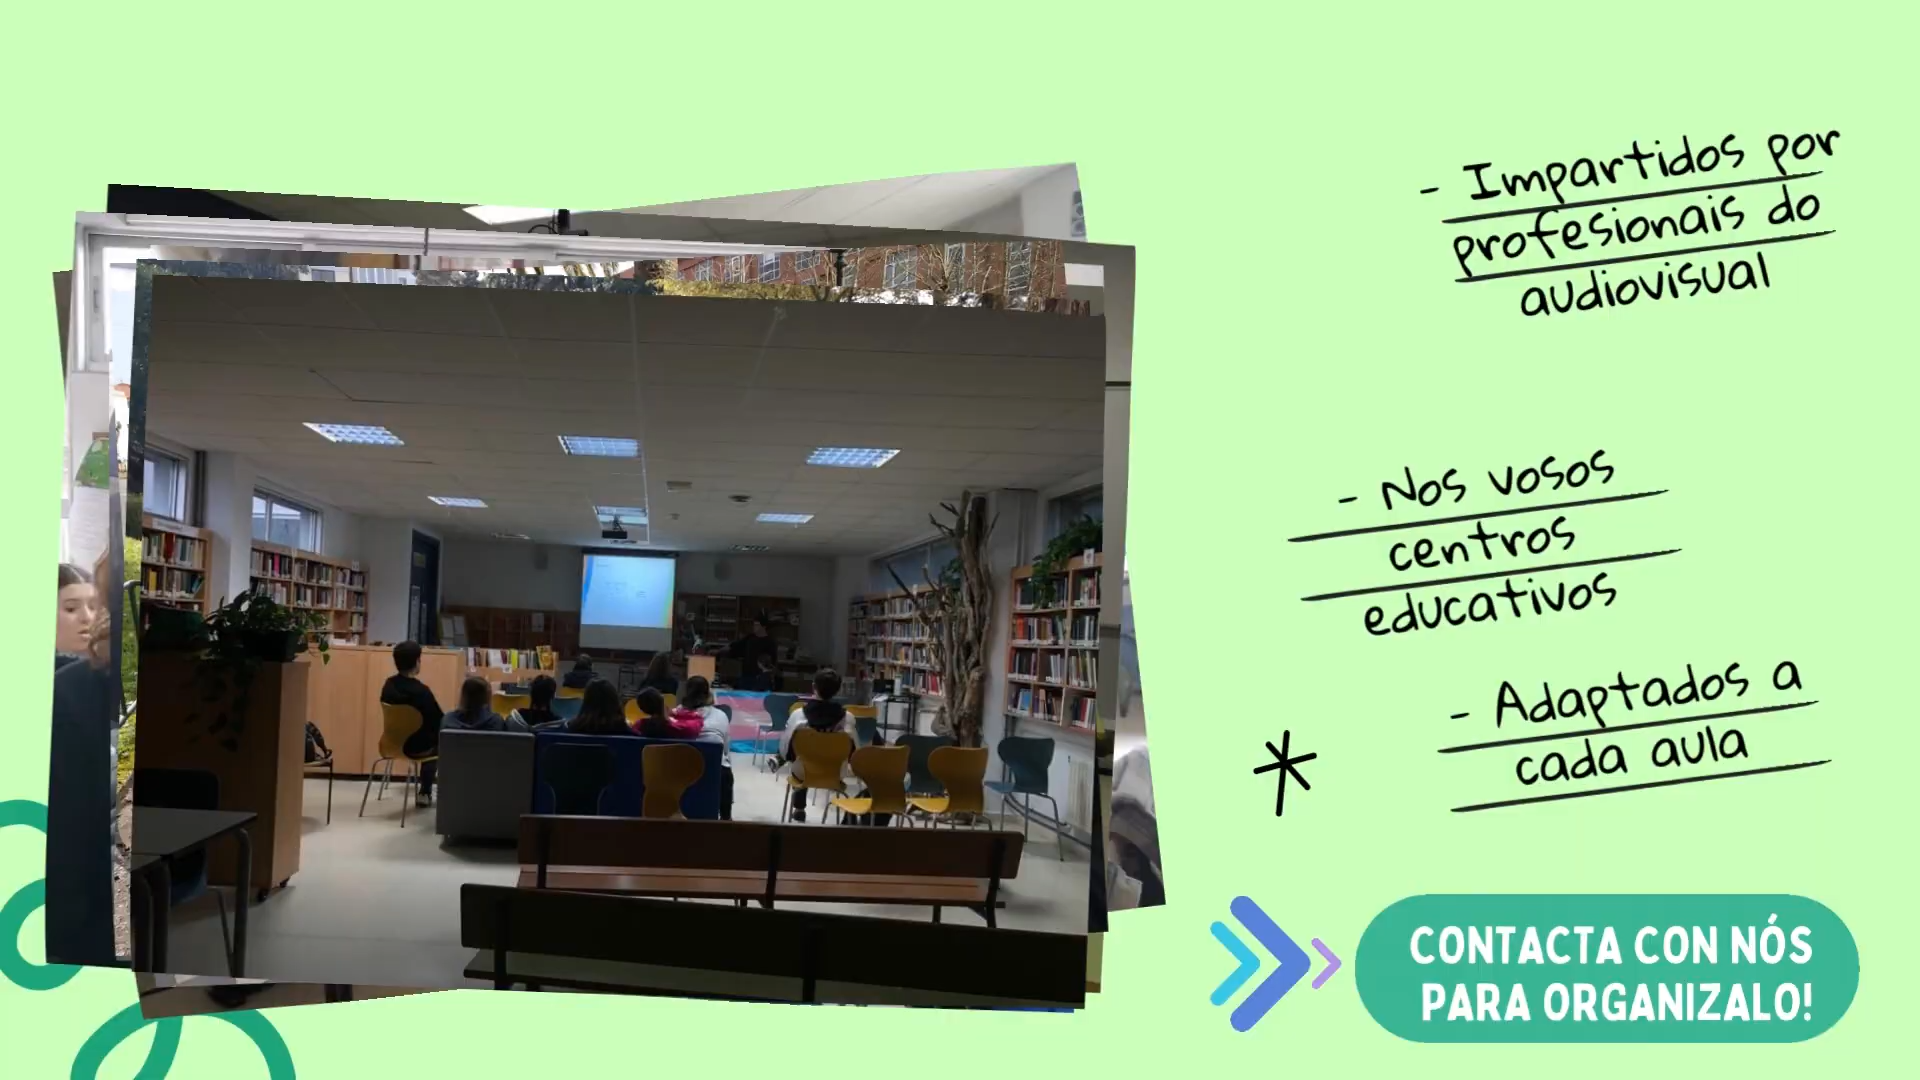 - Impartidos por
profesionais do
audiovisual
- Nos vosos
centros
educativos
- Adaptados a
cada aula
CONTACTA CON NÓS
PARA ORGANIZALO!